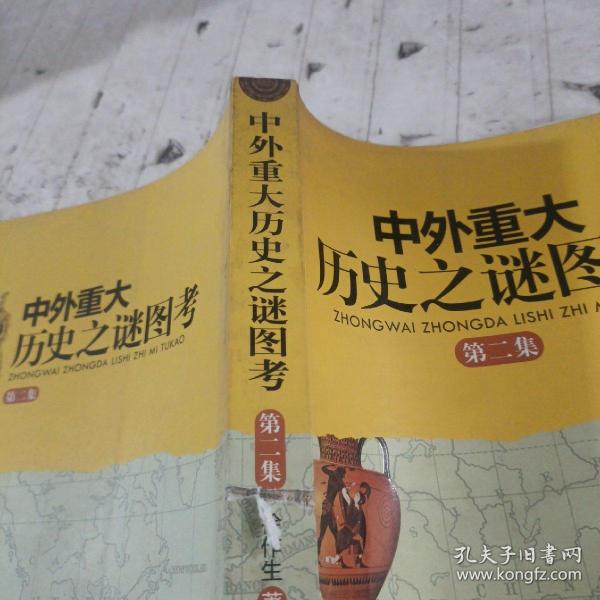 中外重大
历史之谜图考
ZHONGWAI ZHONGDA LISHI ZHI MI TUKAO
第二集
中外重大历史之谜图考
第二集
作生
著
中外重大
历史之谜图
ZHONGWAI ZHONGDA LISHI ZHI M
第二集
孔夫子旧书网
www.kongfz.com